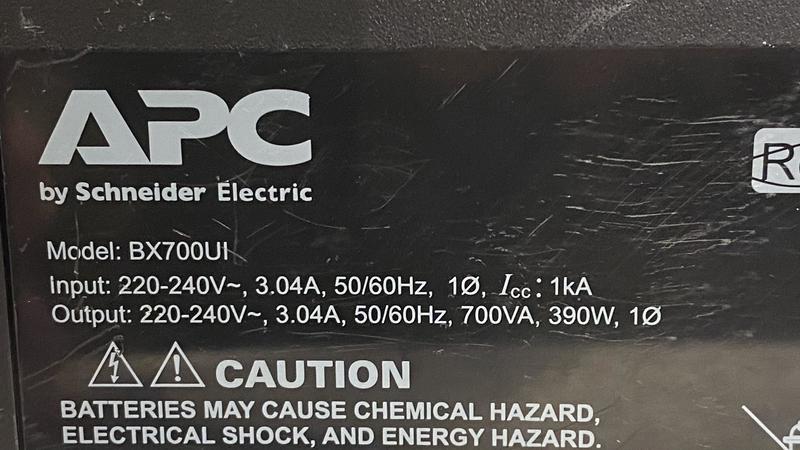 APC
by Schneider Electric
Model: BX700UI
Input: 220-240V~, 3.04A, 50/60Hz, 1Ø, Icc: 1kA
Output: 220-240V~, 3.04A, 50/60Hz, 700VA, 390W, 1Ø
CAUTION
BATTERIES MAY CAUSE CHEMICAL HAZARD,
ELECTRICAL SHOCK, AND ENERGY HAZARD.